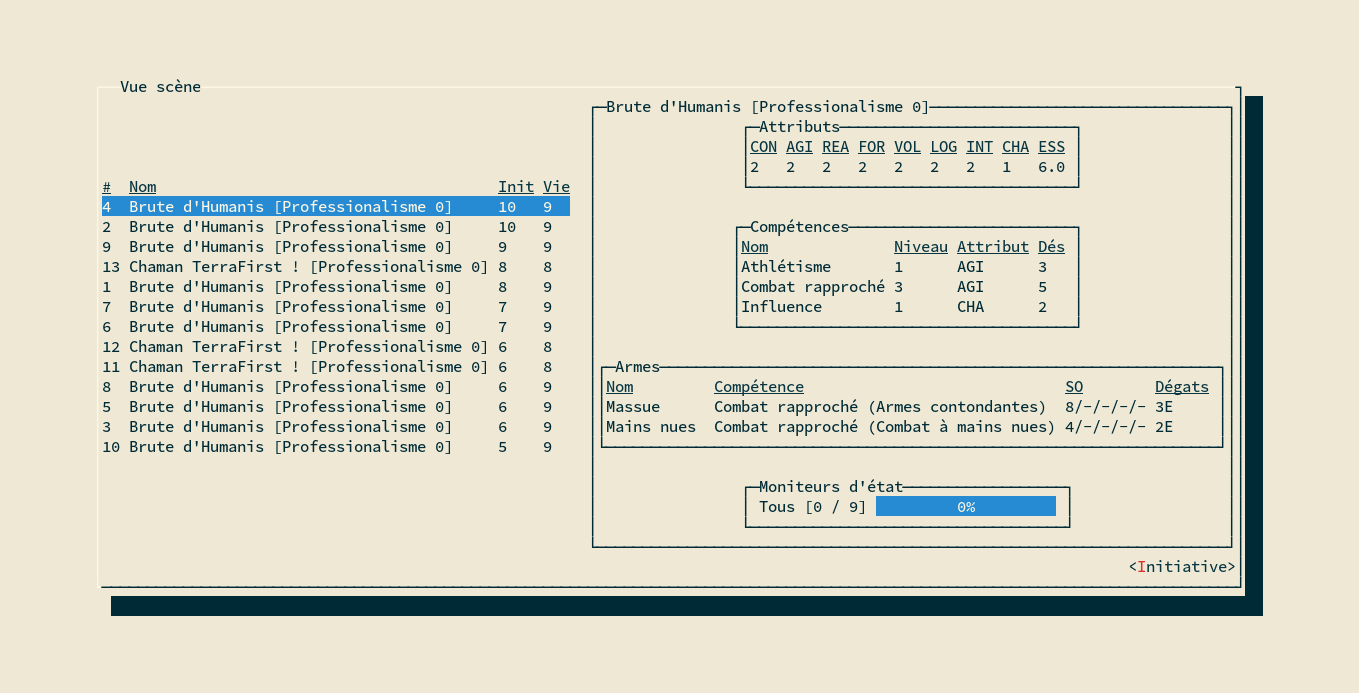 Vue scène
# Nom Init Vie
4 Brute d'Humanis [Professionalisme 0] 10 9
2 Brute d'Humanis [Professionalisme 0] 10 9
9 Brute d'Humanis [Professionalisme 0] 9 9
13 Chaman TerraFirst ! [Professionalisme 0] 8 8
1 Brute d'Humanis [Professionalisme 0] 8 9
7 Brute d'Humanis [Professionalisme 0] 7 9
6 Brute d'Humanis [Professionalisme 0] 7 9
12 Chaman TerraFirst ! [Professionalisme 0] 6 8
11 Chaman TerraFirst ! [Professionalisme 0] 6 8
8 Brute d'Humanis [Professionalisme 0] 6 9
5 Brute d'Humanis [Professionalisme 0] 6 9
3 Brute d'Humanis [Professionalisme 0] 6 9
10 Brute d'Humanis [Professionalisme 0] 5 9
Brute d'Humanis [Professionalisme 0]
Attributs
CON AGI REA FOR VOL LOG INT CHA ESS
2 2 2 2 2 2 2 1 6.0
Compétences
Nom Niveau Attribut Dés
Athlétisme 1 AGI 3
Combat rapproché 3 AGI 5
Influence 1 CHA 2
Armes
Nom Compétence SO Dégats
Massue Combat rapproché (Armes contondantes) 8/-/-/-/- 3E
Mains nues Combat rapproché (Combat à mains nues) 4/-/-/-/- 2E
Moniteurs d'état
Tous [0 / 9] 0%
<Initiative>